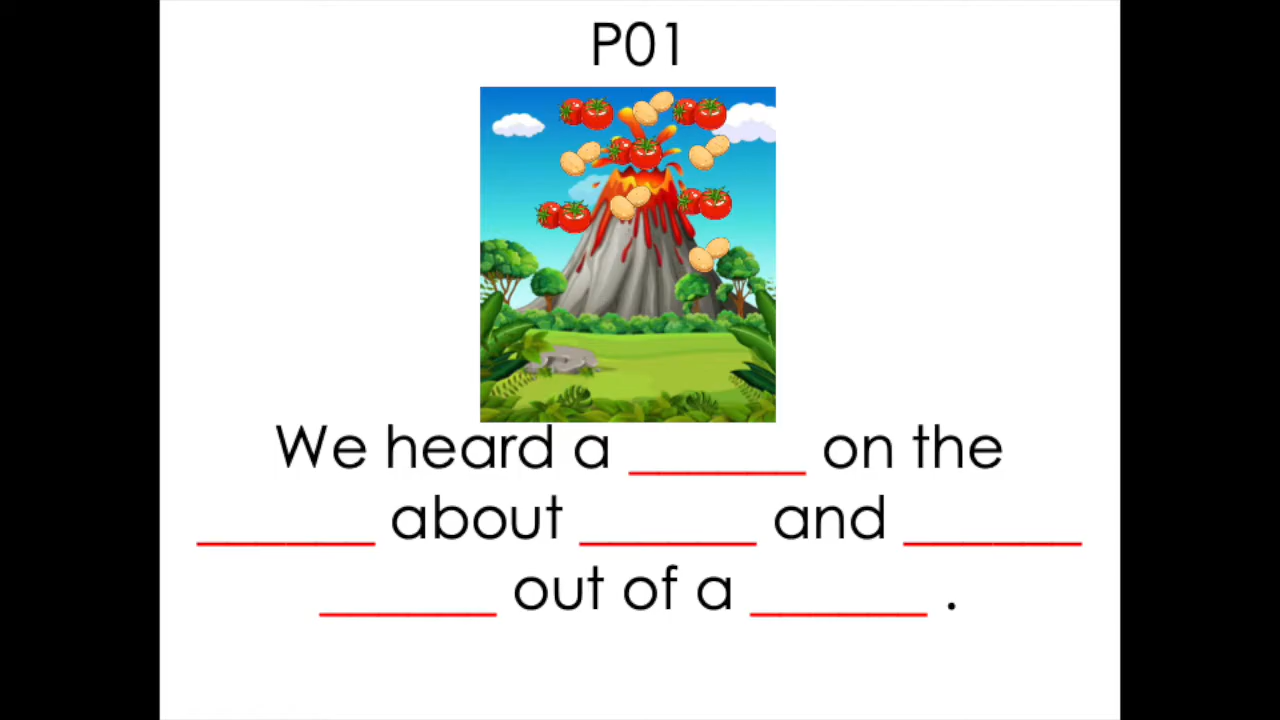 P01
We heard a ______ on the
______ about ______ and ______
______ out of a ______ .